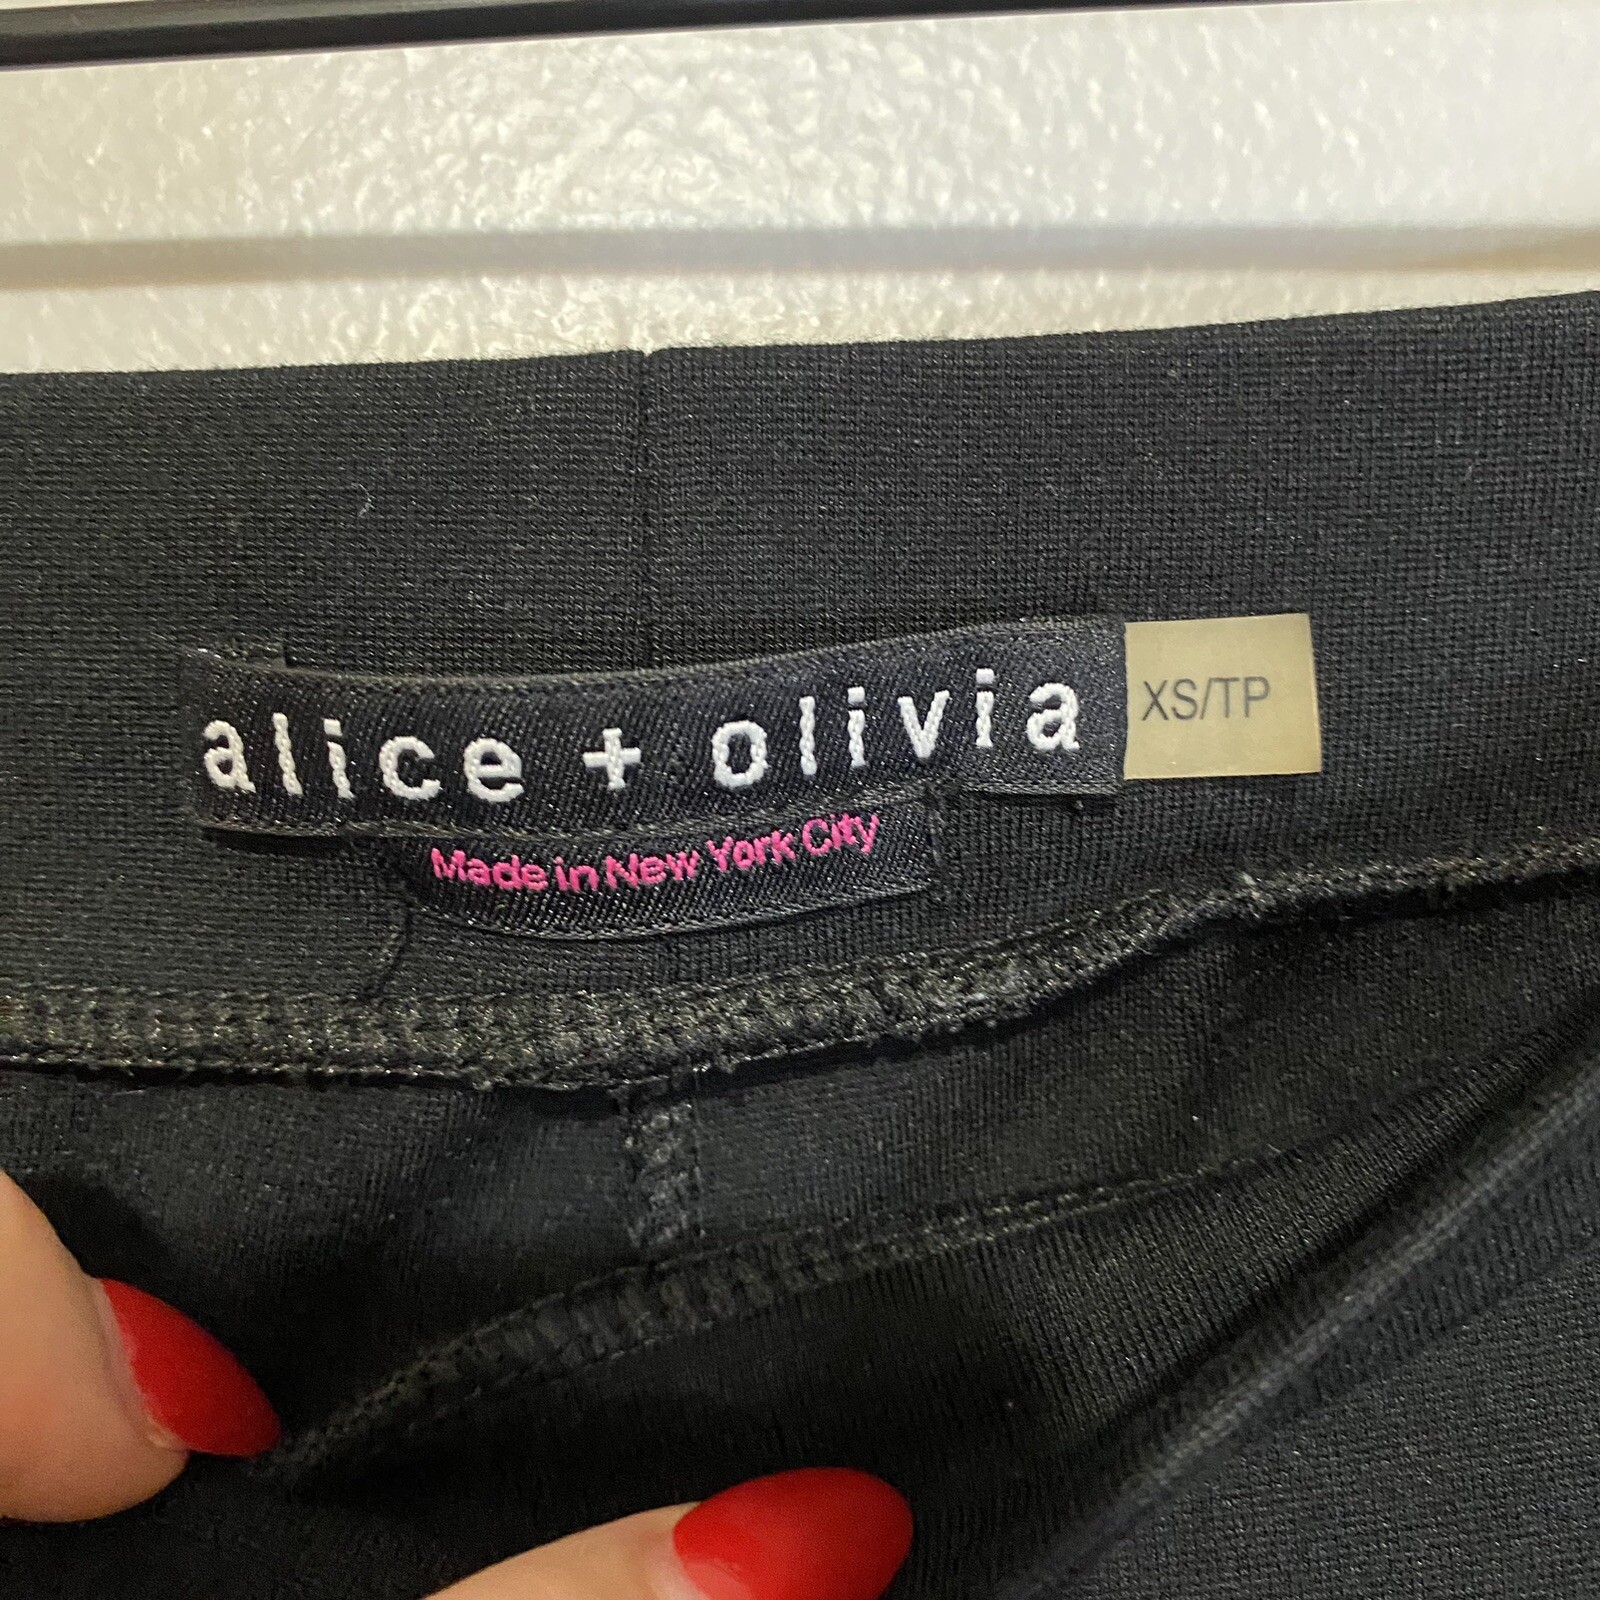 alice + olivia XS/TP
Made in New York City